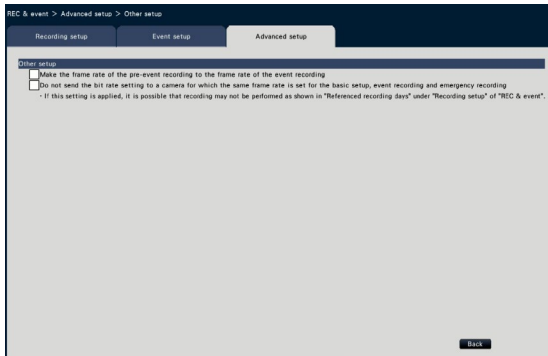 REC & event > Advanced setup > Other setup
Recording setup
Event setup
Advanced setup
Other setup
Make the frame rate of the pre-event recording to the frame rate of the event recording
Do not send the bit rate setting to a camera for which the same frame rate is set for the basic setup, event recording and emergency recording
· If this setting is applied, it is possible that recording may not be performed as shown in "Referenced recording days" under "Recording setup" of "REC & event".
Back